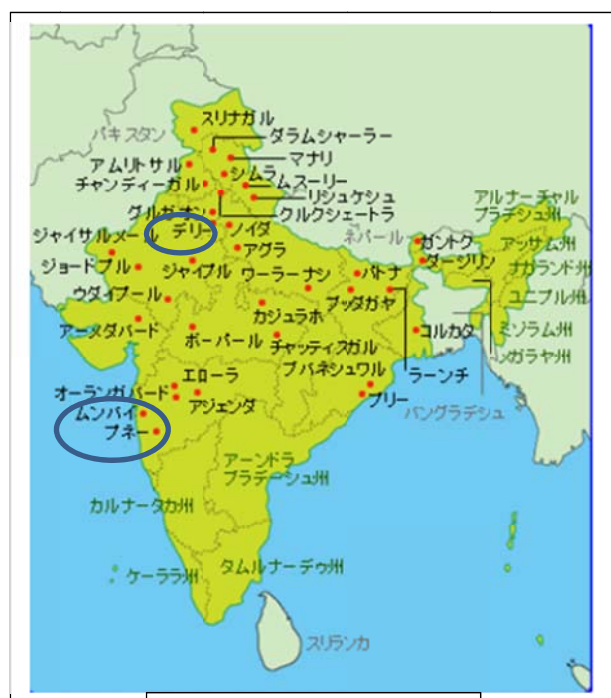 スリナガル
パキスタン
ダラムシャーラー
マナリ
アムリトサル
シムラ
チャンディーガル
ムスーリー
リシュケシュ
グルガオン
クルクシェートラ
デリー
ノイダ
ネパール
アルナーチャル
プラデーシュ州
ジャイサルメール
アグラ
ガントク
アッサム州
ジョードプル
ジャイプル
ワーラーナシ
パトナ
ダージリン
ナガランド州
ウダイプール
カジュラホ
ブッダガヤ
ユニプル州
アーメダバード
ボーパール
チャッティスガル
コルカタ
ミゾラム州
メガラヤ州
ブバネシュワル
ラーンチ
エローラ
オーランガバード
アジェンダ
プリー
バングラデシュ
ムンバイ
プネー
アーンドラ
プラデーシュ州
カルナータカ州
ケーララ州
タムルナードゥ州
スリランカ